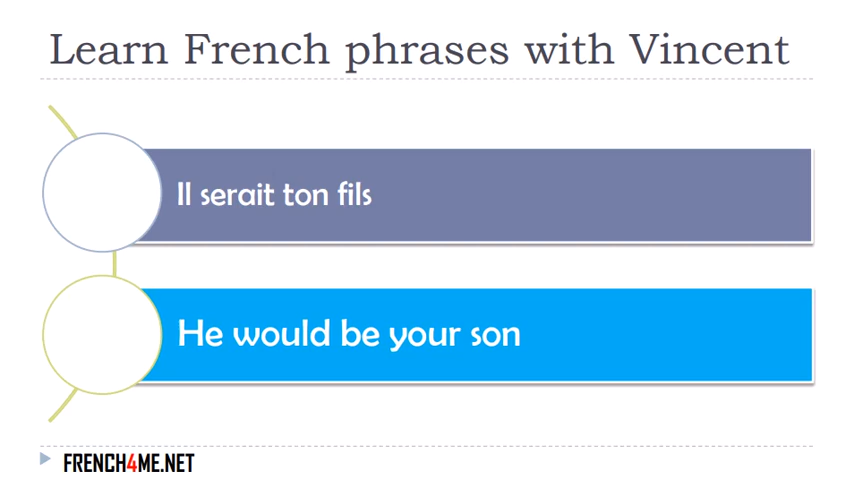 Learn French phrases with Vincent
Il serait ton fils
He would be your son
FRENCH4ME.NET